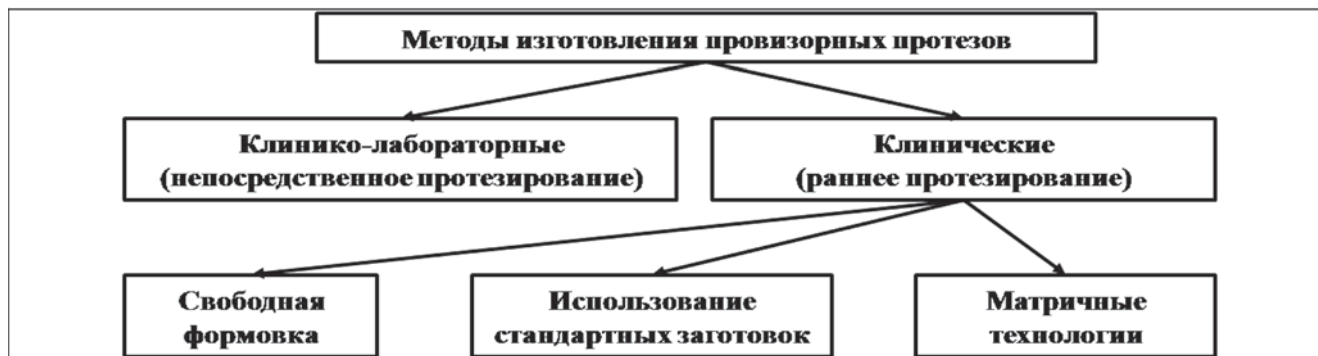 Методы изготовления провизорных протезов
Клинико-лабораторные
(непосредственное протезирование)
Клинические
(раннее протезирование)
Свободная
формовка
Использование
стандартных заготовок
Матричные
технологии